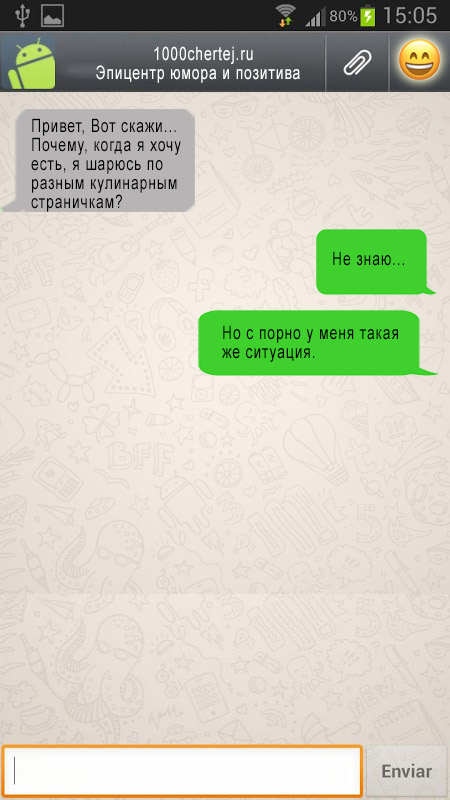 80%
15:05
1000chertej.ru
Эпицентр юмора и позитива
Привет, Вот скажи...
Почему, когда я хочу
есть, я шарюсь по
разным кулинарным
страничкам?
Не знаю...
Но с порно у меня такая
же ситуация.
BFF
Enviar